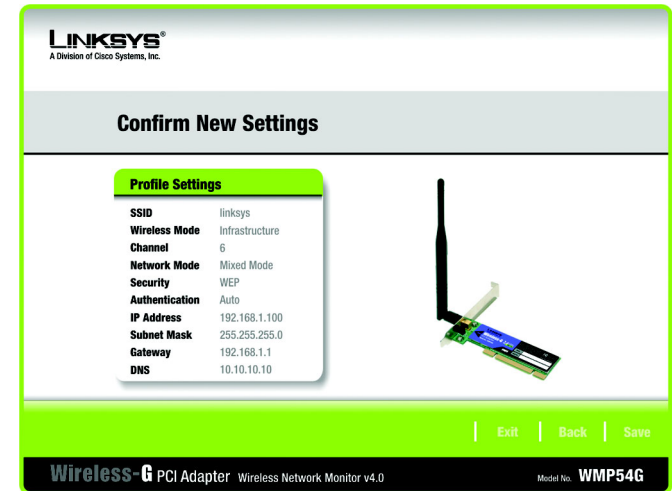 LINKSYS®
A Division of Cisco Systems, Inc.
Confirm New Settings
Profile Settings
SSID linksys
Wireless Mode Infrastructure
Channel 6
Network Mode Mixed Mode
Security WEP
Authentication Auto
IP Address 192.168.1.100
Subnet Mask 255.255.255.0
Gateway 192.168.1.1
DNS 10.10.10.10
Exit Back Save
Wireless-G PCI Adapter Wireless Network Monitor v4.0 Model No. WMP54G